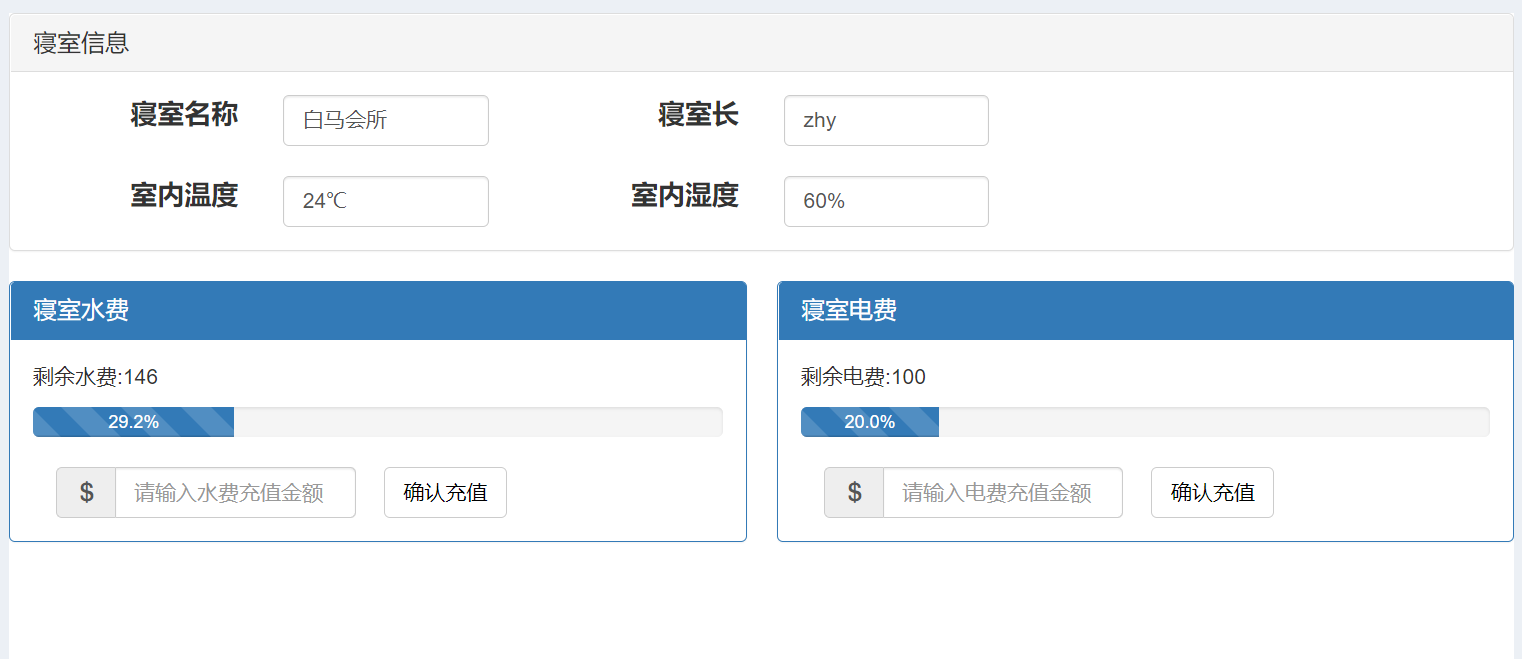 寝室信息
寝室名称 白马会所 寝室长 zhy
室内温度 24℃ 室内湿度 60%
寝室水费
剩余水费:146
29.2%
$ 请输入水费充值金额 确认充值
寝室电费
剩余电费:100
20.0%
$ 请输入电费充值金额 确认充值